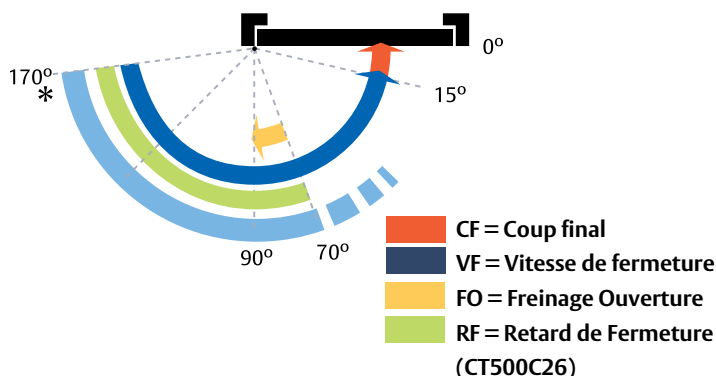 0º
170º
*
15º
90º
70º
CF = Coup final
VF = Vitesse de fermeture
FO = Freinage Ouverture
RF = Retard de Fermeture
(CT500C26)